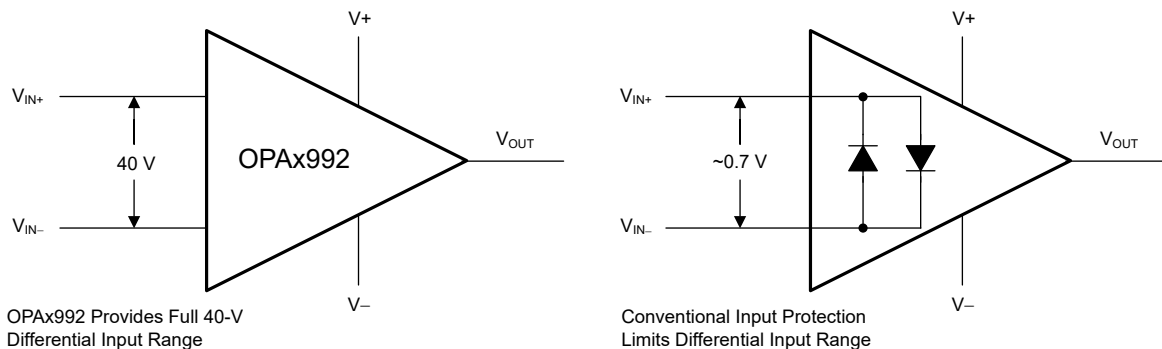 V+
V+
VIN+
VIN+
VOUT
VOUT
40 V
OPAx992
~0.7 V
VIN–
VIN–
V–
V–
OPAx992 Provides Full 40-V
Differential Input Range
Conventional Input Protection
Limits Differential Input Range